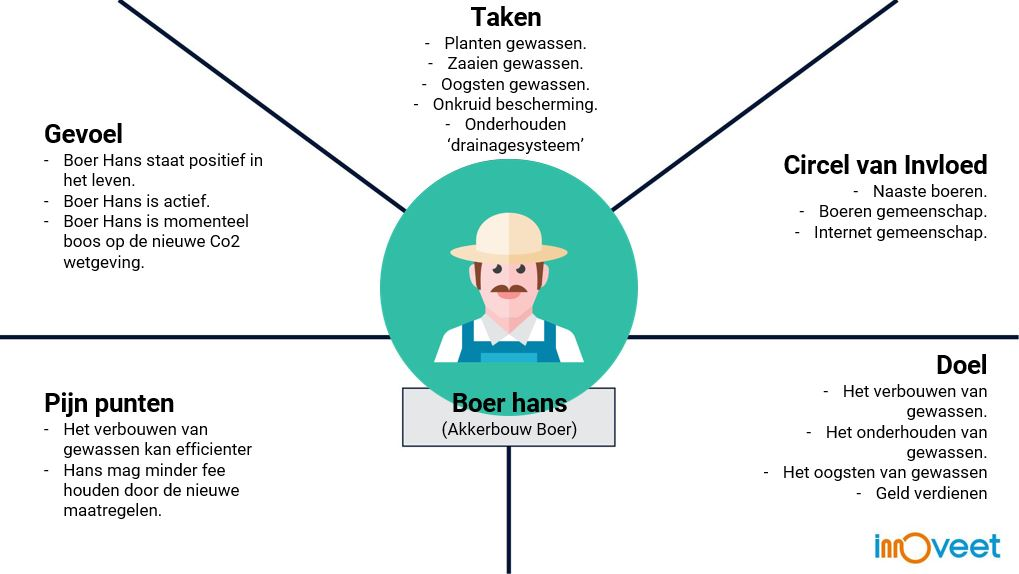 Taken
- Planten gewassen.
- Zaaien gewassen.
- Oogsten gewassen.
- Onkruid bescherming.
- Onderhouden
‘drainagesysteem’
Gevoel
- Boer Hans staat positief in
het leven.
- Boer Hans is actief.
- Boer Hans is momenteel
boos op de nieuwe Co2
wetgeving.
Circel van Invloed
- Naaste boeren.
- Boeren gemeenschap.
- Internet gemeenschap.
Pijn punten
- Het verbouwen van
gewassen kan efficienter
- Hans mag minder fee
houden door de nieuwe
maatregelen.
Boer hans
(Akkerbouw Boer)
Doel
- Het verbouwen van
gewassen.
- Het onderhouden van
gewassen.
- Het oogsten van gewassen
- Geld verdienen
innoveet